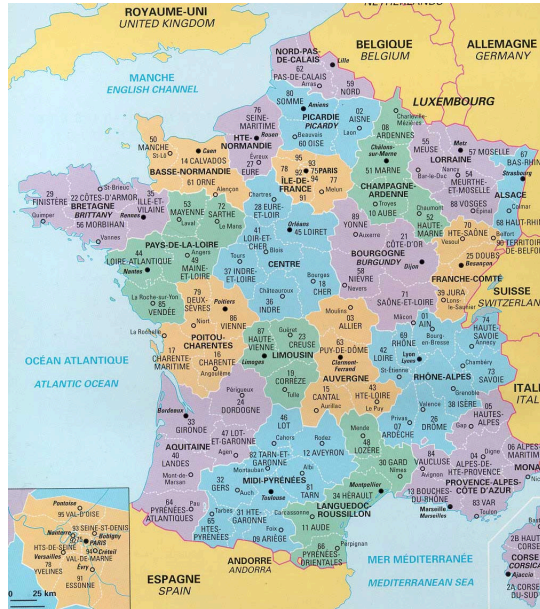 ROYAUME-UNI
UNITED KINGDOM
BELGIQUE
BELGIUM
ALLEMAGNE
GERMANY
LUXEMBOURG
MANCHE
ENGLISH CHANNEL
NORD-PAS-
DE-CALAIS
62
PAS-DE-CALAIS
Arras
Lille
59
NORD
80
SOMME
Amiens
PICARDIE
PICARDY
Beauvais
60 OISE
02
AISNE
Laon
76
SEINE-
MARITIME
HTE-
NORMANDIE
Rouen
Évreux
27
EURE
50
MANCHE
St-Lô
Caen
14 CALVADOS
BASSE-NORMANDIE
61 ORNE
Alençon
08
ARDENNES
Charleville-
Mézières
Châlons-
sur-Marne
51 MARNE
CHAMPAGNE-
ARDENNE
Troyes
10 AUBE
Chaumont
52
HAUTE-
MARNE
55
MEUSE
Metz
57 MOSELLE
LORRAINE
Bar-le-Duc
Nancy
54
MEURTHE-
ET-MOSELLE
88 VOSGES
Épinal
67
BAS-RHIN
Strasbourg
ALSACE
Colmar
68 HAUT-RHIN
95
93
78
92
75 PARIS
94
77
ÎLE-DE-
FRANCE
Melun
91
29
FINISTÈRE
Quimper
St-Brieuc
22 CÔTES-D'ARMOR
BRETAGNE
BRITTANY
56 MORBIHAN
Vannes
35
ILLE-ET-
VILAINE
Rennes
53
MAYENNE
Laval
72
SARTHE
Le Mans
PAYS-DE-LA-LOIRE
44
LOIRE-ATLANTIQUE
Nantes
Angers
49
MAINE-
ET-LOIRE
La Roche-sur-Yon
85
VENDÉE
Chartres
28 EURE-
ET-LOIR
Orléans
45 LOIRET
41
LOIR-ET-
CHER
Blois
Tours
CENTRE
37 INDRE-
ET-LOIRE
Bourges
18
CHER
Châteauroux
36
INDRE
89
YONNE
Auxerre
21
CÔTE-
D'OR
BOURGOGNE
BURGUNDY
Dijon
58
NIÈVRE
Nevers
71
SAÔNE-ET-LOIRE
Mâcon
70
HTE-SAÔNE
Vesoul
Belfort
90
TERRITOIRE
DE-BELFORT
25 DOUBS
Besançon
FRANCHE-COMTÉ
39 JURA
Lons-
le-Saunier
SUISSE
SWITZERLAND
79
DEUX-
SÈVRES
Niort
Poitiers
86
VIENNE
La Rochelle
POITOU-
CHARENTES
17
CHARENTE-
MARITIME
16
CHARENTE
Angoulême
87
HAUTE-
VIENNE
Limoges
Guéret
23
CREUSE
LIMOUSIN
19
CORRÈZE
Tulle
Moulins
03
ALLIER
63
PUY-DE-DÔME
Clermont-
Ferrand
AUVERGNE
15
CANTAL
Aurillac
43
HTE-LOIRE
Le Puy
42
LOIRE
St-Étienne
69
RHÔNE
Lyon
Lyons
01
AIN
Bourg-
en-Bresse
74
HAUTE-
SAVOIE
Annecy
Chambéry
73
SAVOIE
RHÔNE-ALPES
Grenoble
38 ISÈRE
Valence
26
DRÔME
Privas
07
ARDÈCHE
OCÉAN ATLANTIQUE
ATLANTIC OCEAN
Bordeaux
33
GIRONDE
Périgueux
24
DORDOGNE
AQUITAINE
47 LOT-
ET-GARONNE
Agen
40
LANDES
Mont-de-
Marsan
64
PYRÉNÉES-
ATLANTIQUES
Pau
46
LOT
Cahors
Rodez
12 AVEYRON
82 TARN-ET-
GARONNE
Montauban
Albi
81
TARN
32
GERS
Auch
MIDI-PYRÉNÉES
Toulouse
Tarbes
65
HTES-
PYRÉNÉES
31 HTE-
GARONNE
Foix
09 ARIÈGE
Mende
48
LOZÈRE
30 GARD
Nîmes
Montpellier
34 HÉRAULT
LANGUEDOC-
ROUSSILLON
Carcassonne
11 AUDE
66
PYRÉNÉES-
ORIENTALES
Perpignan
05
HAUTES-
ALPES
Gap
04
ALPES-DE-
HTE-PROVENCE
Digne
84
VAUCLUSE
Avignon
06 ALPES-
MARITIMES
PROVENCE-ALPES-
CÔTE D'AZUR
13 BOUCHES-
DU-RHÔNE
Marseille
Marseilles
83 VAR
Toulon
ITALIE
ITALY
MONACO
MER MÉDITERRANÉE
MEDITERRANEAN SEA
2B HAUTE-
CORSE
CORSE
CORSICA
Ajaccio
2A CORSE-
DU-SUD
ESPAGNE
SPAIN
ANDORRE
ANDORRA
Pontoise
95 VAL-D'OISE
93 SEINE-ST-DENIS
Nanterre
Bobigny
92
75
PARIS
HTS-DE-SEINE
94
Créteil
VAL-DE-MARNE
Versailles
78
YVELINES
Évry
91
ESSONNE
0
25 km